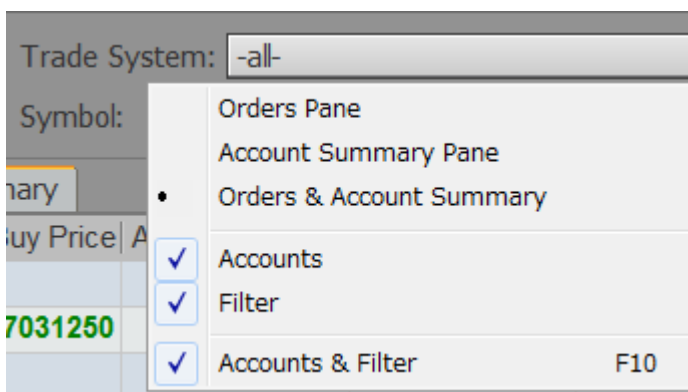 Trade System: -all-
Symbol:
Orders Pane
Account Summary Pane
Orders & Account Summary
nary
Buy Price A
Accounts
Filter
7031250
Accounts & Filter F10